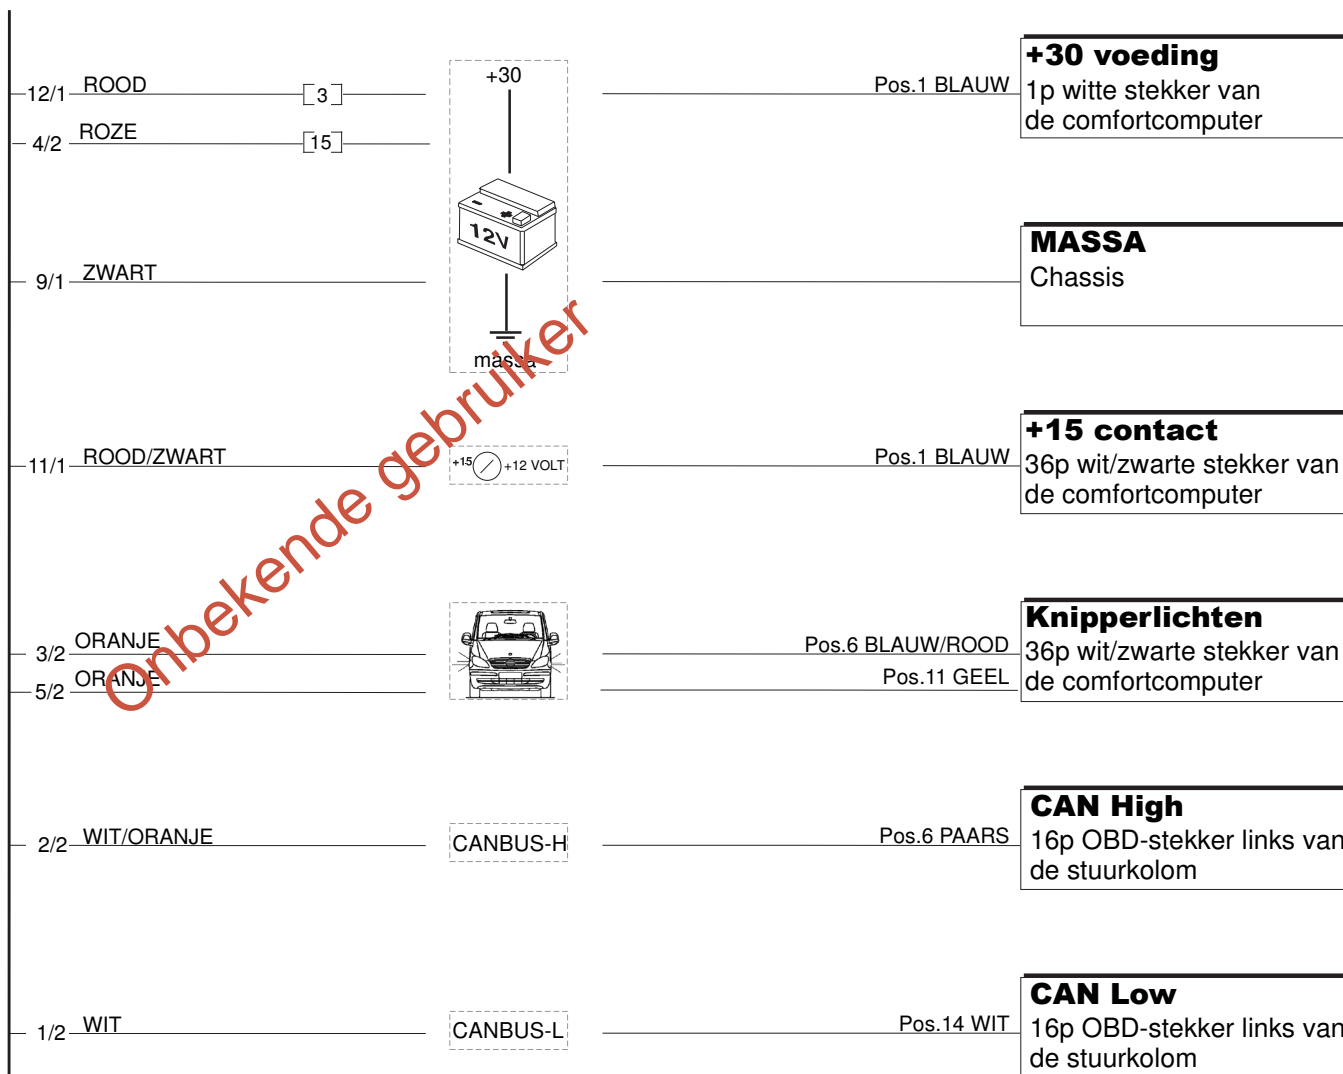 12/1 ROOD [3] +30 Pos.1 BLAUW
+30 voeding
1p witte stekker van
de comfortcomputer
4/2 ROZE [15]
12V
9/1 ZWART
massa
MASSA
Chassis
11/1 ROOD/ZWART +15 +12 VOLT Pos.1 BLAUW
+15 contact
36p wit/zwarte stekker van
de comfortcomputer
3/2 ORANJE Pos.6 BLAUW/ROOD
5/2 ORANJE Pos.11 GEEL
Knipperlichten
36p wit/zwarte stekker van
de comfortcomputer
2/2 WIT/ORANJE CANBUS-H Pos.6 PAARS
CAN High
16p OBD-stekker links van
de stuurkolom
1/2 WIT CANBUS-L Pos.14 WIT
CAN Low
16p OBD-stekker links van
de stuurkolom
Onbekende gebruiker